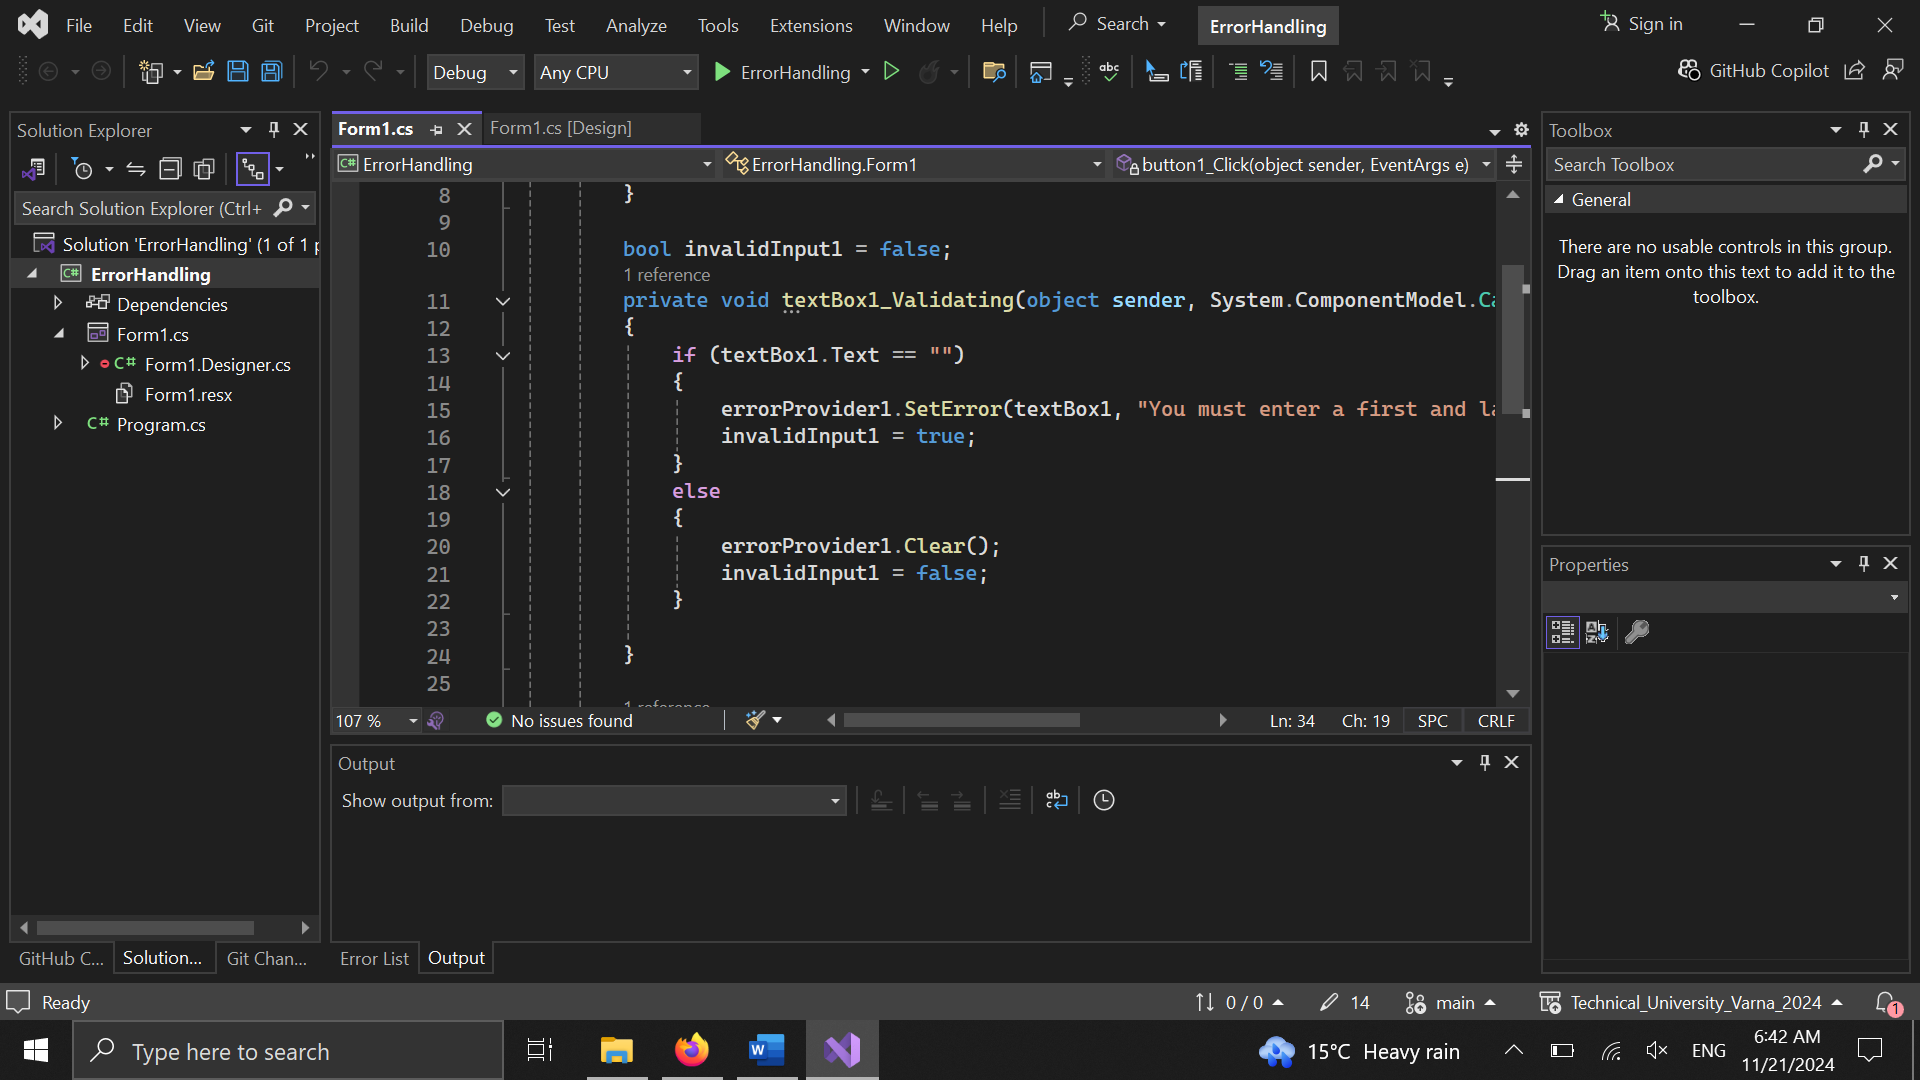 File Edit View Git Project Build Debug Test Analyze Tools Extensions Window Help Search ErrorHandling Sign in
Debug Any CPU ErrorHandling abc GitHub Copilot
Solution Explorer
Search Solution Explorer (Ctrl+
Solution 'ErrorHandling' (1 of 1 p
C# ErrorHandling
Dependencies
Form1.cs
C# Form1.Designer.cs
Form1.resx
C# Program.cs
GitHub C... Solution... Git Chan...
Form1.cs Form1.cs [Design]
C# ErrorHandling ErrorHandling.Form1 button1_Click(object sender, EventArgs e)
8 }
9
10 bool invalidInput1 = false;
1 reference
11 private void textBox1_Validating(object sender, System.ComponentModel.Ca
12 {
13 if (textBox1.Text == "")
14 {
15 errorProvider1.SetError(textBox1, "You must enter a first and la
16 invalidInput1 = true;
17 }
18 else
19 {
20 errorProvider1.Clear();
21 invalidInput1 = false;
22 }
23
24 }
25
1 reference
107 % No issues found Ln: 34 Ch: 19 SPC CRLF
Output
Show output from:
Error List Output
Toolbox
Search Toolbox
General
There are no usable controls in this group.
Drag an item onto this text to add it to the
toolbox.
Properties
Ready 0 / 0 14 main Technical_University_Varna_2024 1
Type here to search 15°C Heavy rain ENG 6:42 AM
11/21/2024